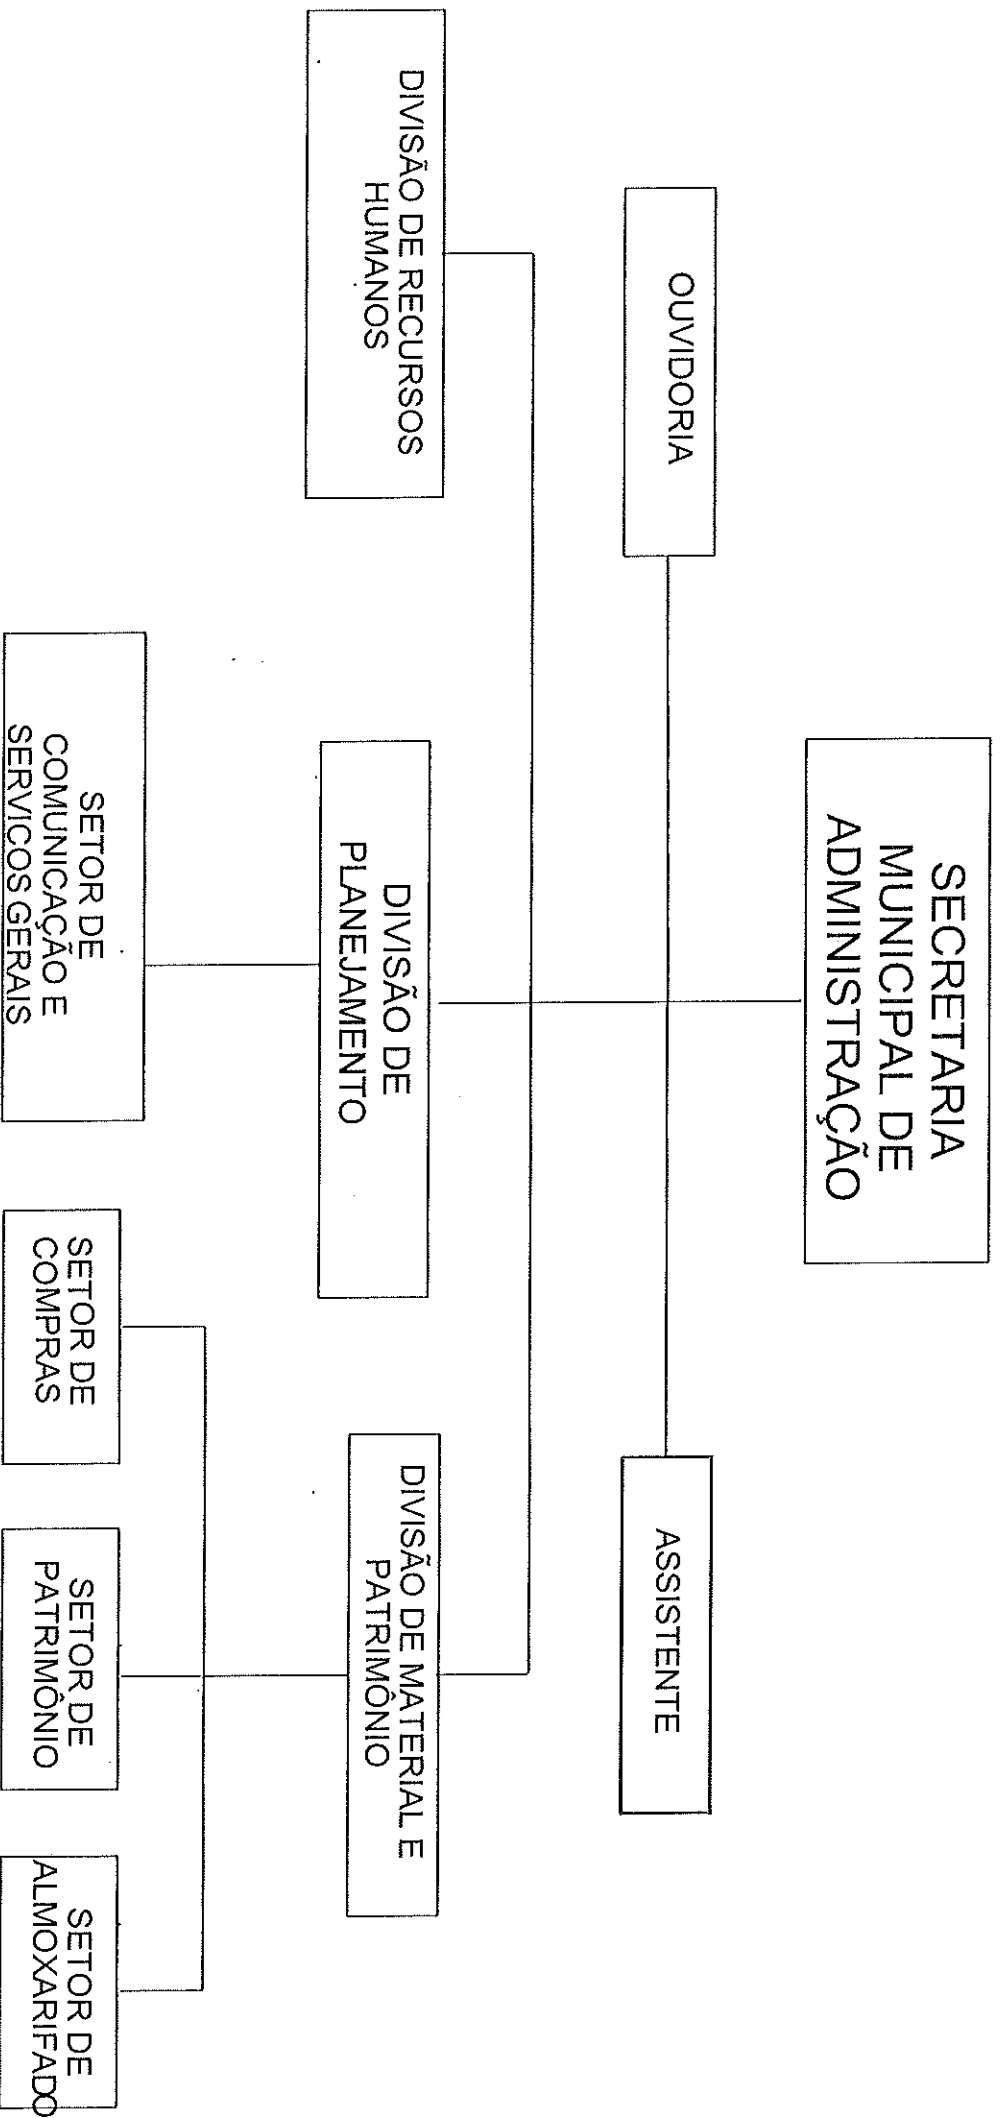 SECRETARIA
MUNICIPAL DE
ADMINISTRAÇÃO
OUVIDORIA
ASSISTENTE
DIVISÃO DE RECURSOS
HUMANOS
DIVISÃO DE
PLANEJAMENTO
DIVISÃO DE MATERIAL E
PATRIMÔNIO
SETOR DE
COMUNICAÇÃO E
SERVICOS GERAIS
SETOR DE
COMPRAS
SETOR DE
PATRIMÔNIO
SETOR DE
ALMOXARIFADO